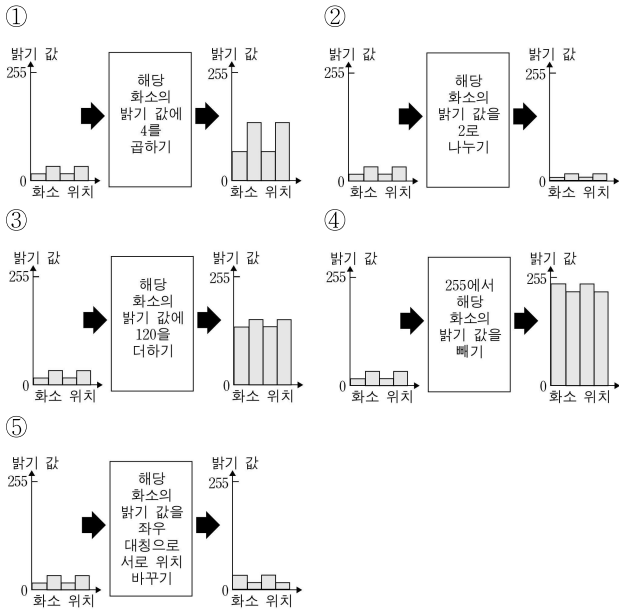 ①
밝기 값
255
0
화소 위치
해당
화소의
밝기 값에
4를
곱하기
밝기 값
255
0
화소 위치
②
밝기 값
255
0
화소 위치
해당
화소의
밝기 값을
2로
나누기
밝기 값
255
0
화소 위치
③
밝기 값
255
0
화소 위치
해당
화소의
밝기 값에
120을
더하기
밝기 값
255
0
화소 위치
④
밝기 값
255
0
화소 위치
255에서
해당
화소의
밝기 값을
빼기
밝기 값
255
0
화소 위치
⑤
밝기 값
255
0
화소 위치
해당
화소의
밝기 값을
좌우
대칭으로
서로 위치
바꾸기
밝기 값
255
0
화소 위치